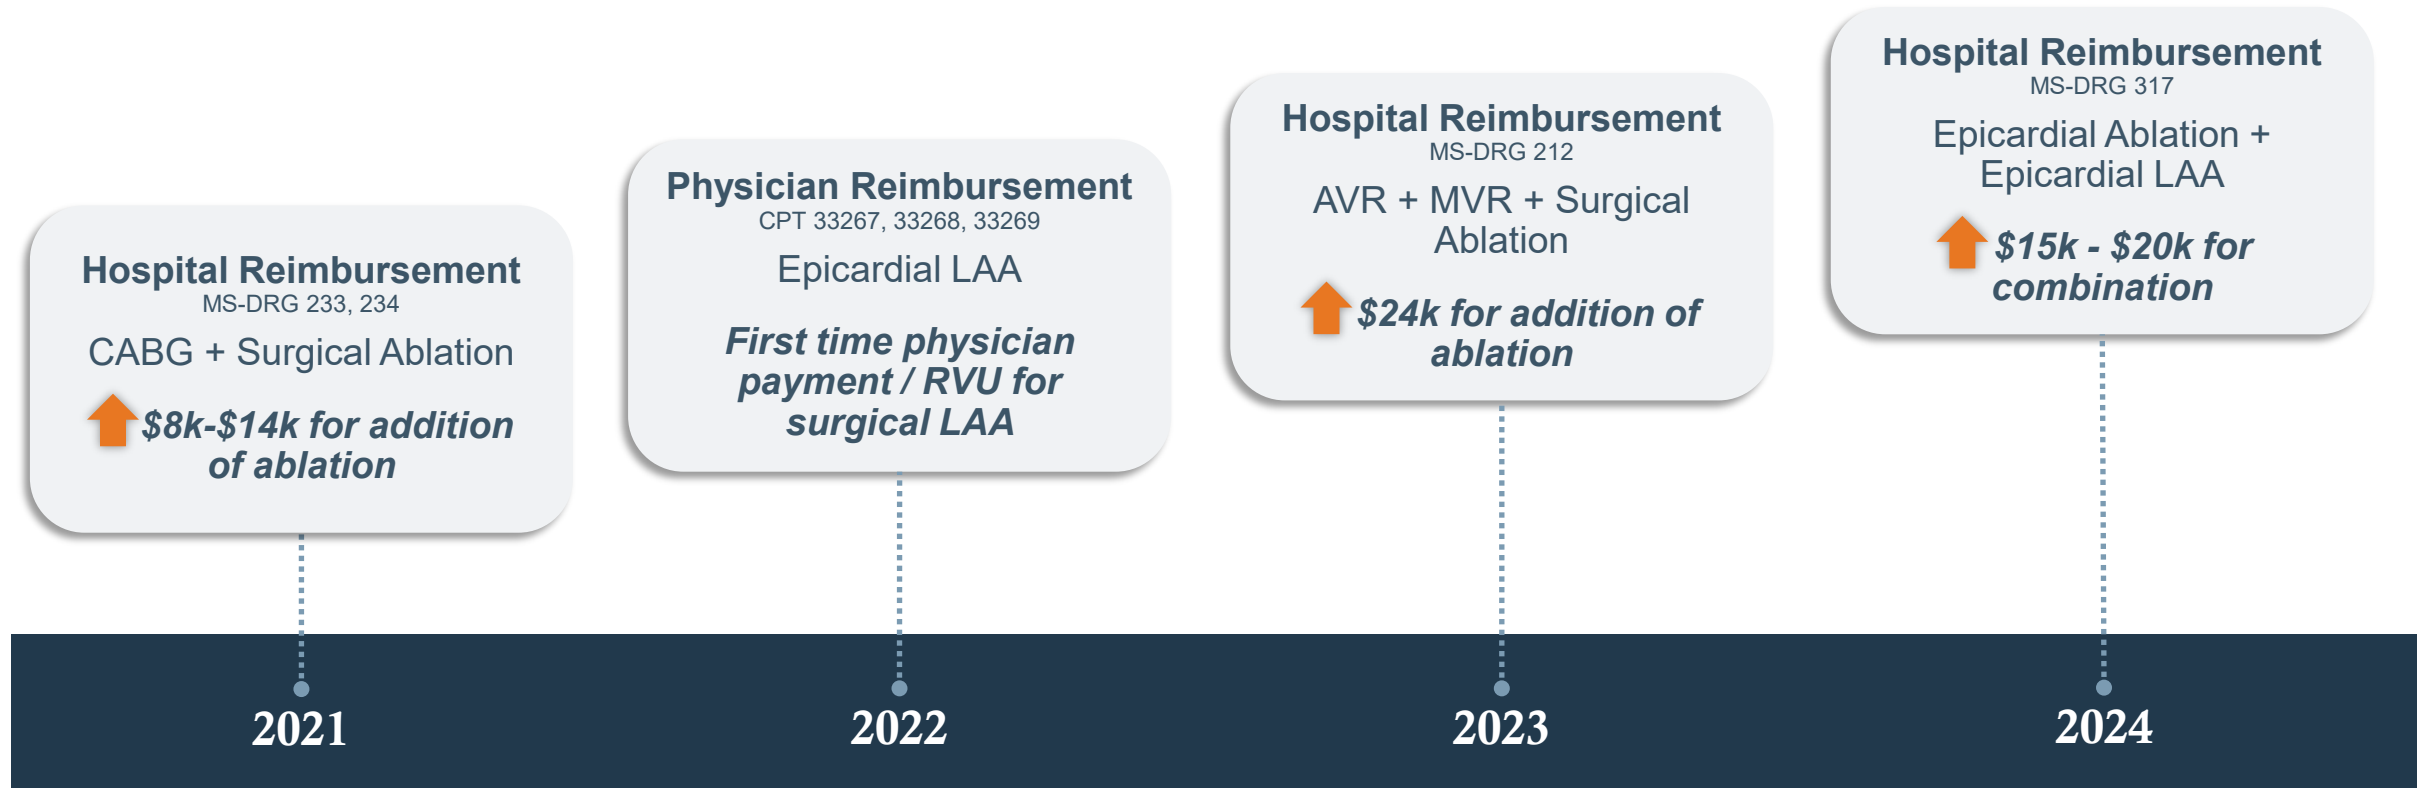 Hospital Reimbursement
MS-DRG 233, 234
CABG + Surgical Ablation
$8k-$14k for addition
of ablation
2021
Physician Reimbursement
CPT 33267, 33268, 33269
Epicardial LAA
First time physician
payment / RVU for
surgical LAA
2022
Hospital Reimbursement
MS-DRG 212
AVR + MVR + Surgical
Ablation
$24k for addition of
ablation
2023
Hospital Reimbursement
MS-DRG 317
Epicardial Ablation +
Epicardial LAA
$15k - $20k for
combination
2024